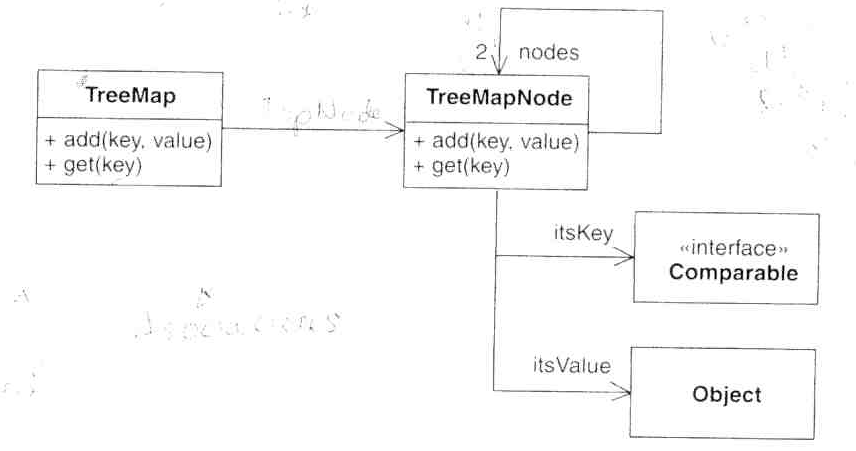 2 nodes
TreeMap
+ add(key, value)
+ get(key)
topNode
TreeMapNode
+ add(key, value)
+ get(key)
itsKey
«interface»
Comparable
itsValue
Object